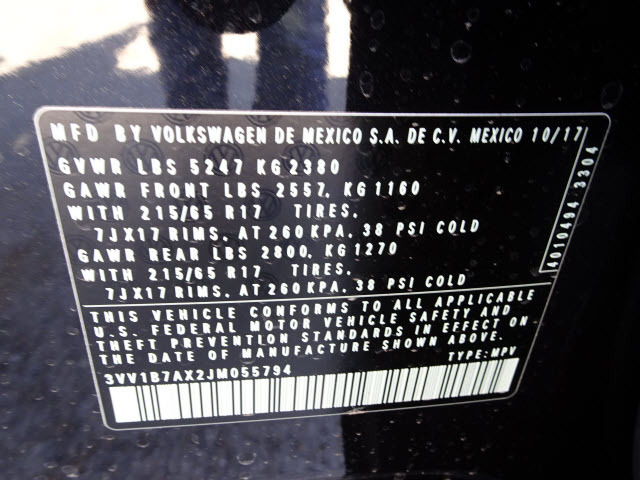 MFD BY VOLKSWAGEN DE MEXICO S.A. DE C.V. MEXICO 10/17
GVWR LBS 5247 KG 2380
GAWR FRONT LBS 2557, KG 1160
WITH 215/65 R17 TIRES,
7JX17 RIMS, AT 260 KPA, 38 PSI COLD
GAWR REAR LBS 2800, KG 1270
WITH 215/65 R17 TIRES,
7JX17 RIMS, AT 260 KPA, 38 PSI COLD
4010494 3304
THIS VEHICLE CONFORMS TO ALL APPLICABLE
U.S. FEDERAL MOTOR VEHICLE SAFETY AND
THEFT PREVENTION STANDARDS IN EFFECT ON
THE DATE OF MANUFACTURE SHOWN ABOVE.
3VV1B7AX2JM055794 TYPE: MPV